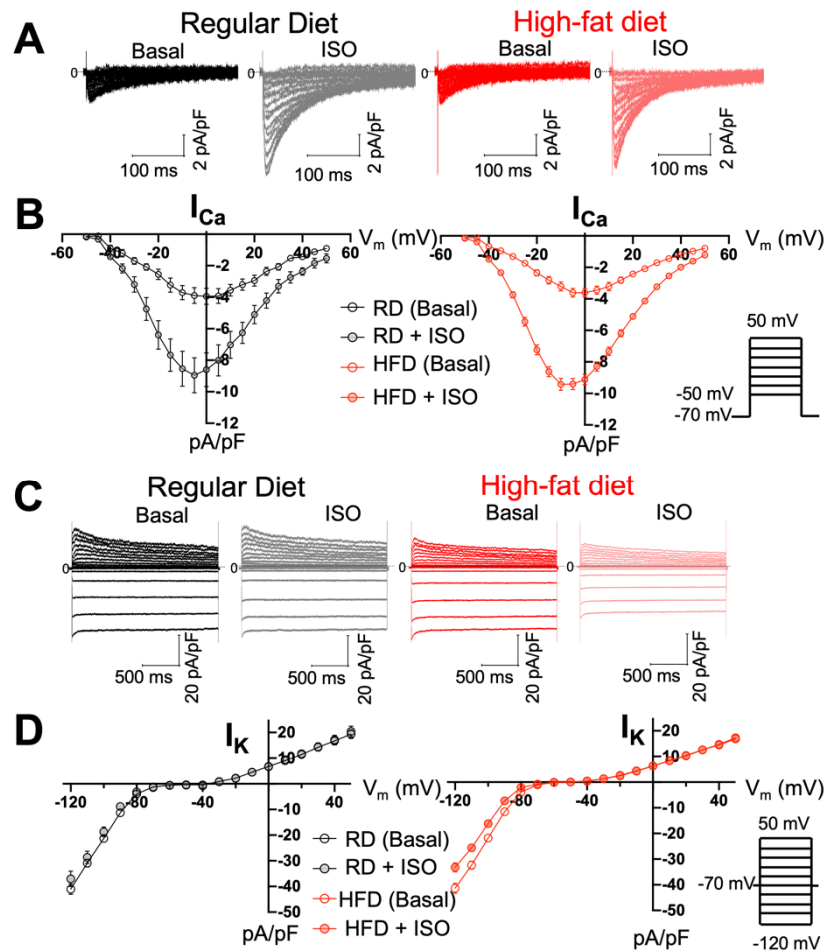 A
Regular Diet
High-fat diet
Basal
ISO
Basal
ISO
0
0
100 ms
2 pA/pF
100 ms
2 pA/pF
100 ms
2 pA/pF
100 ms
2 pA/pF
B
ICa
Vm (mV)
-60 -40 -20 20 40 60
-2
-4
-6
-8
-10
-12
pA/pF
RD (Basal)
RD + ISO
HFD (Basal)
HFD + ISO
ICa
Vm (mV)
-60 -40 -20 20 40 60
-2
-4
-6
-8
-10
-12
pA/pF
50 mV
-50 mV
-70 mV
C
Regular Diet
High-fat diet
Basal
ISO
Basal
ISO
0
0
500 ms
20 pA/pF
500 ms
20 pA/pF
500 ms
20 pA/pF
500 ms
20 pA/pF
D
IK
Vm (mV)
20
10
-120 -80 -40 40
-10
-20
-30
-40
-50
pA/pF
RD (Basal)
RD + ISO
HFD (Basal)
HFD + ISO
IK
Vm (mV)
20
10
-120 -80 -40 40
-10
-20
-30
-40
-50
pA/pF
50 mV
-70 mV
-120 mV